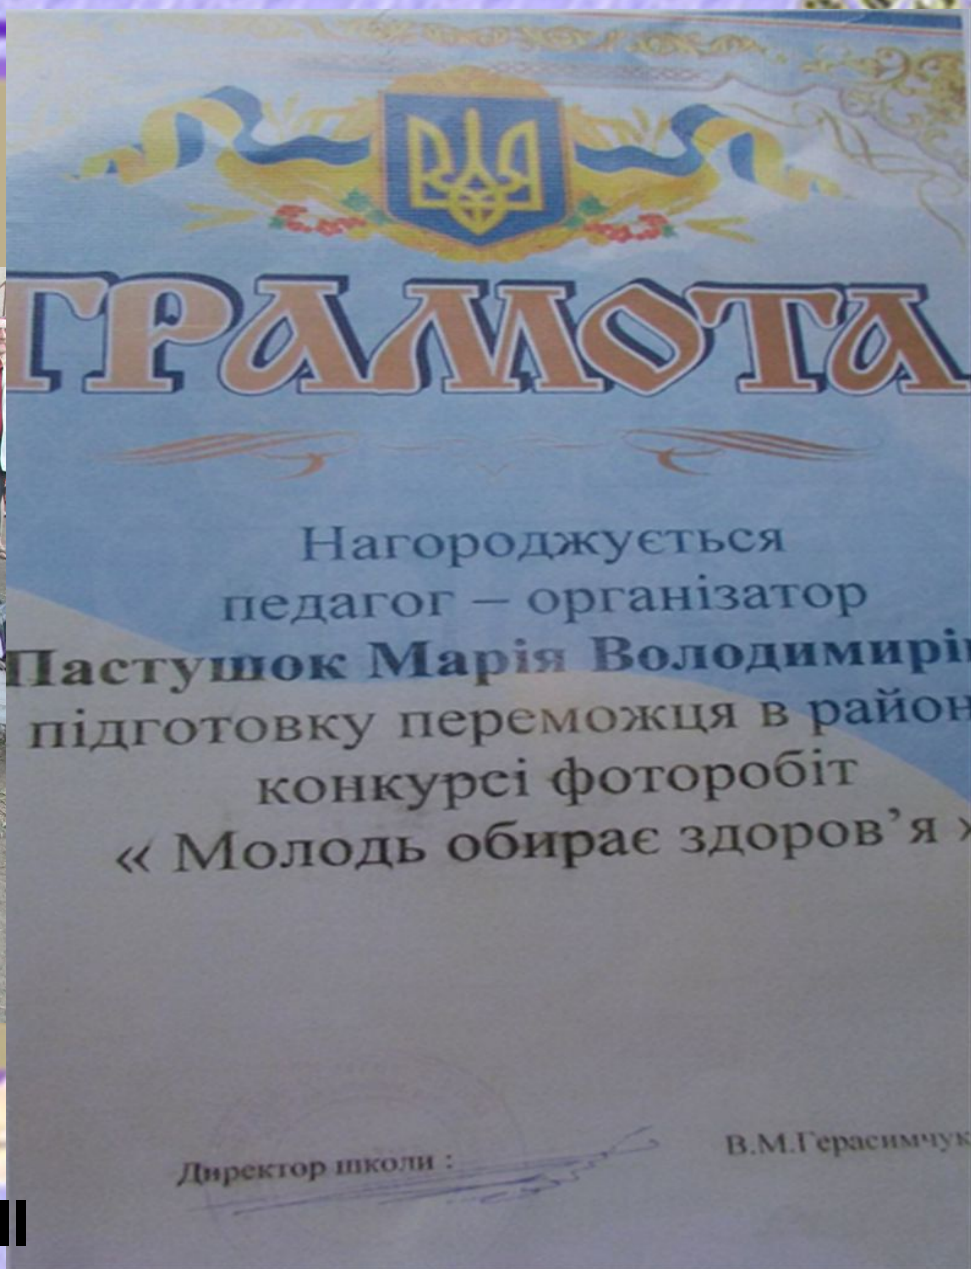 ГРАМОТА
Нагороджується
педагог – організатор
Пастушок Марія Володимирів
підготовку переможця в район
конкурсі фоторобіт
« Молодь обирає здоров’я »
Директор школи :
В.М.Герасимчук